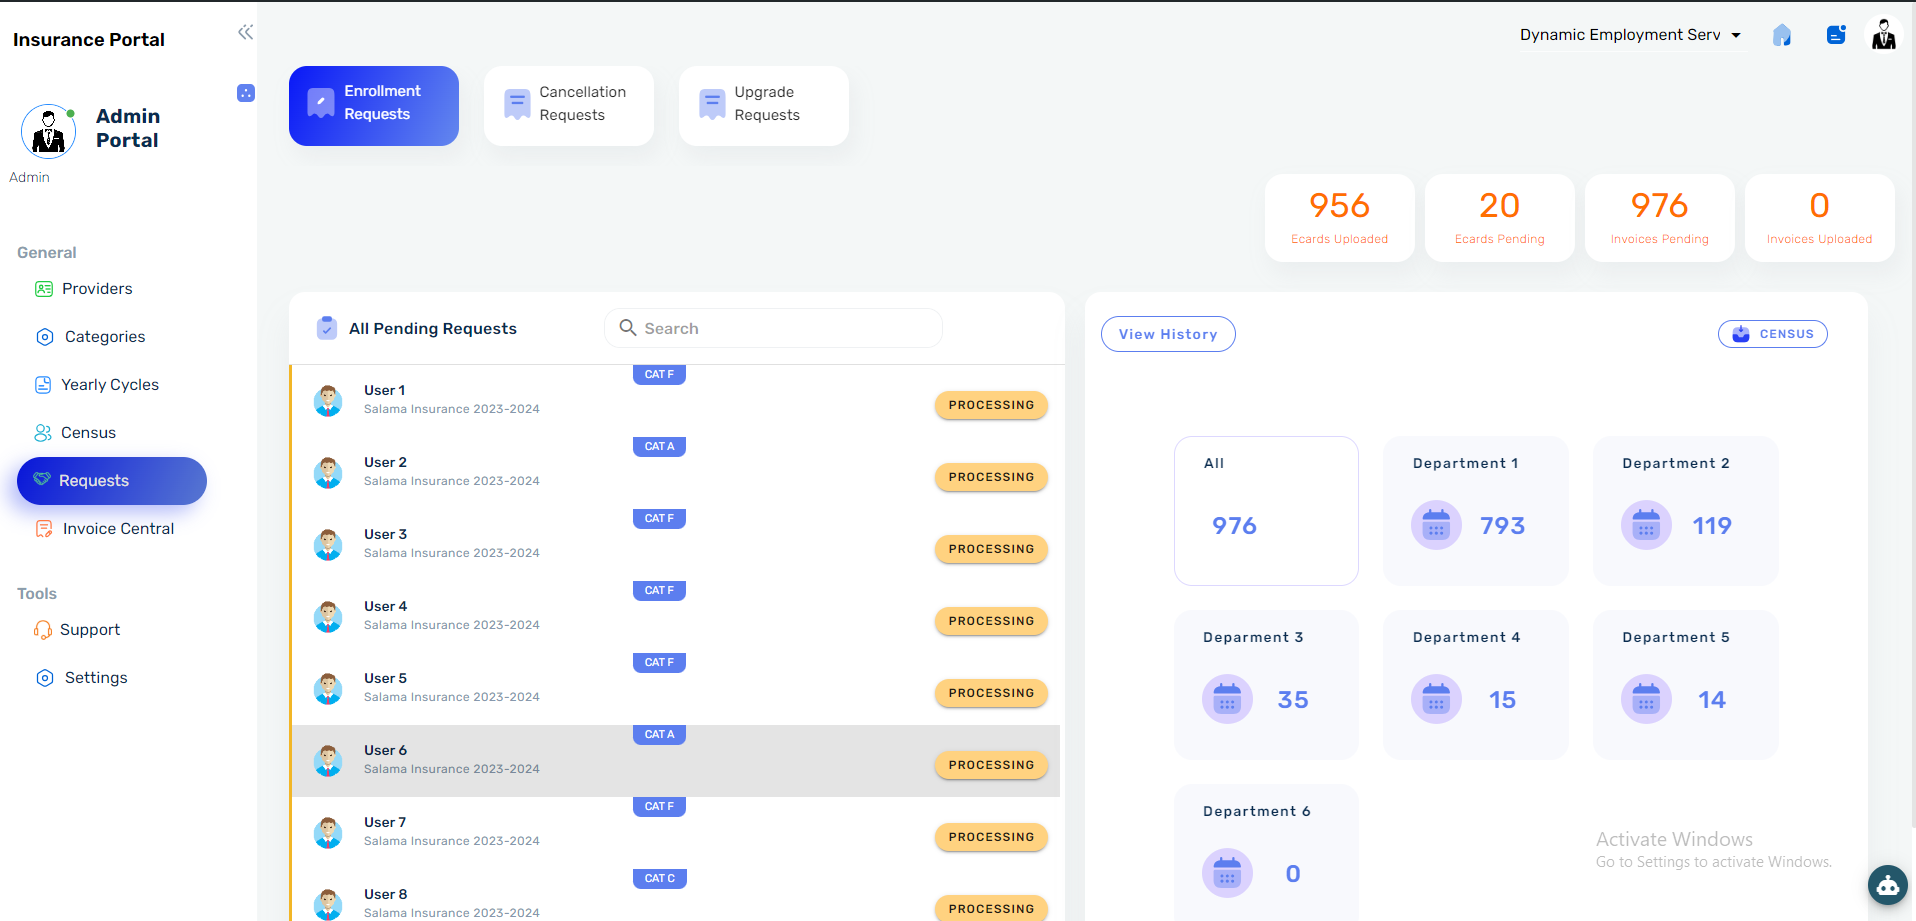 Insurance Portal
Dynamic Employment Serv
Admin
Portal
Admin
General
Providers
Categories
Yearly Cycles
Census
Requests
Invoice Central
Tools
Support
Settings
Enrollment
Requests
Cancellation
Requests
Upgrade
Requests
956
Ecards Uploaded
20
Ecards Pending
976
Invoices Pending
0
Invoices Uploaded
All Pending Requests
Search
CAT F
User 1
Salama Insurance 2023-2024
PROCESSING
CAT A
User 2
Salama Insurance 2023-2024
PROCESSING
CAT F
User 3
Salama Insurance 2023-2024
PROCESSING
CAT F
User 4
Salama Insurance 2023-2024
PROCESSING
CAT F
User 5
Salama Insurance 2023-2024
PROCESSING
CAT A
User 6
Salama Insurance 2023-2024
PROCESSING
CAT F
User 7
Salama Insurance 2023-2024
PROCESSING
CAT C
User 8
Salama Insurance 2023-2024
PROCESSING
View History
CENSUS
All
976
Department 1
793
Department 2
119
Deparment 3
35
Department 4
15
Department 5
14
Department 6
0
Activate Windows
Go to Settings to activate Windows.